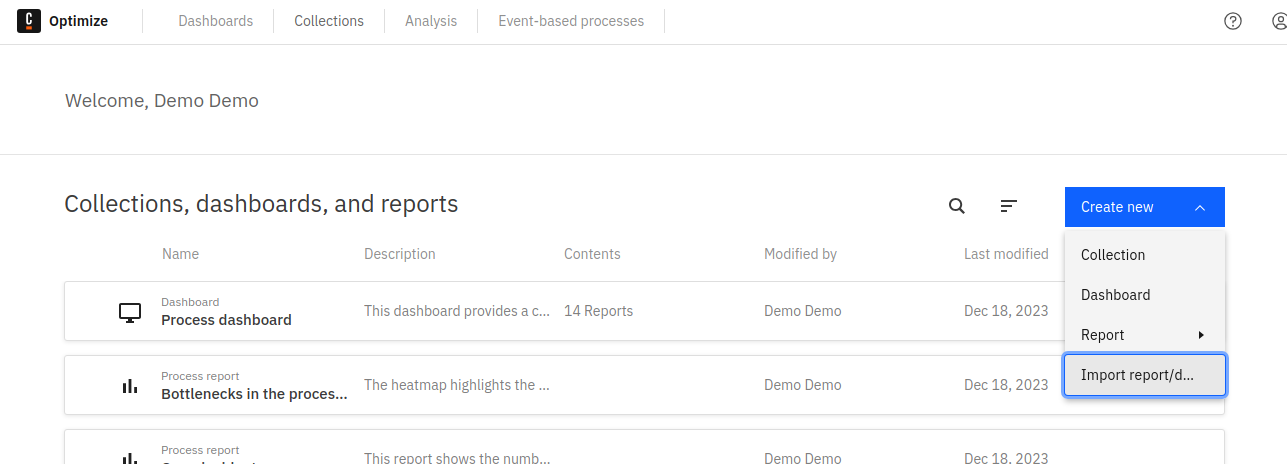 C Optimize Dashboards Collections Analysis Event-based processes
Welcome, Demo Demo
Collections, dashboards, and reports
Create new
Collection
Dashboard
Report
Import report/d...
Name Description Contents Modified by Last modified
Dashboard
Process dashboard This dashboard provides a c... 14 Reports Demo Demo Dec 18, 2023
Process report
Bottlenecks in the proces... The heatmap highlights the ... Demo Demo Dec 18, 2023
Process report
This report shows the numb... Demo Demo Dec 18, 2023